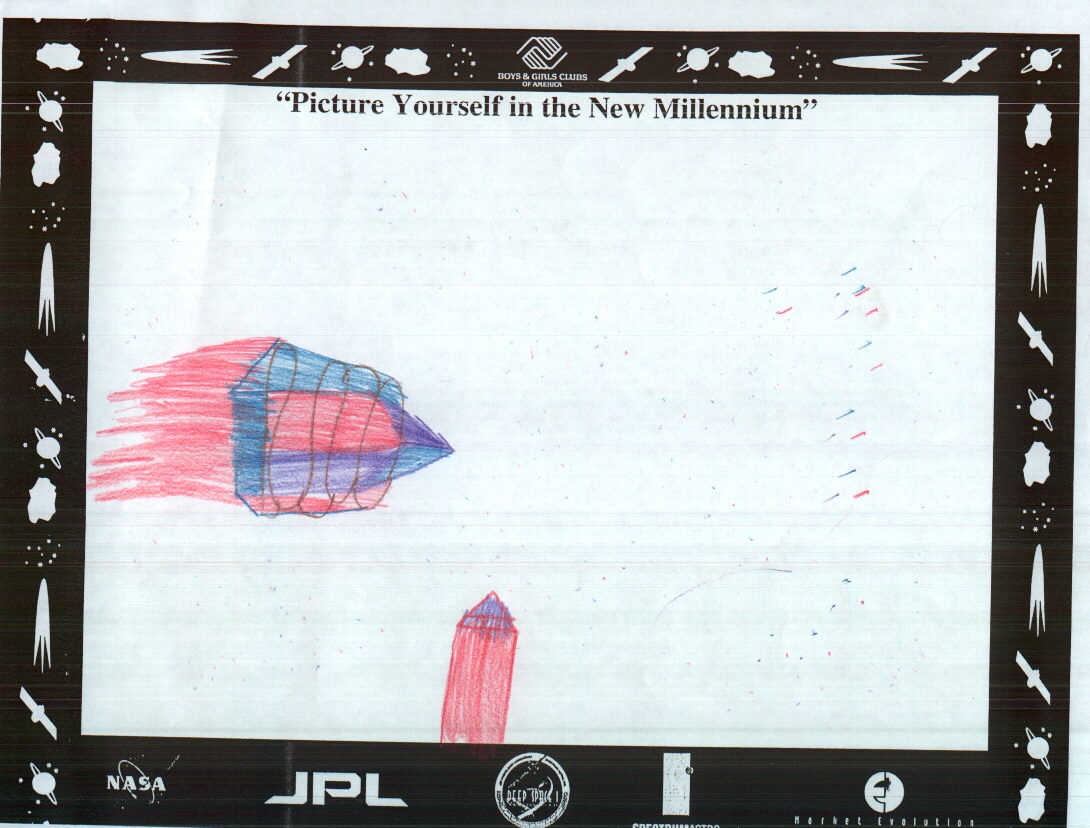 BOYS & GIRLS CLUBS
OF AMERICA
“Picture Yourself in the New Millennium”
NASA
JPL
DEEP SPACE 1
SPECTRUMASTRO
Market Evolution